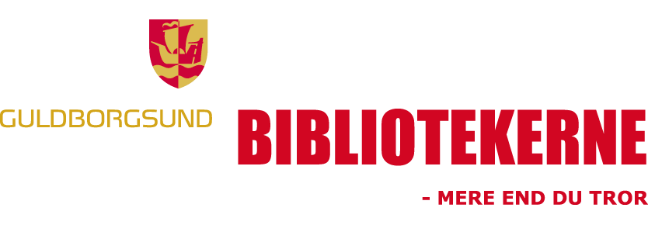 GULDBORGSUND
BIBLIOTEKERNE
- MERE END DU TROR